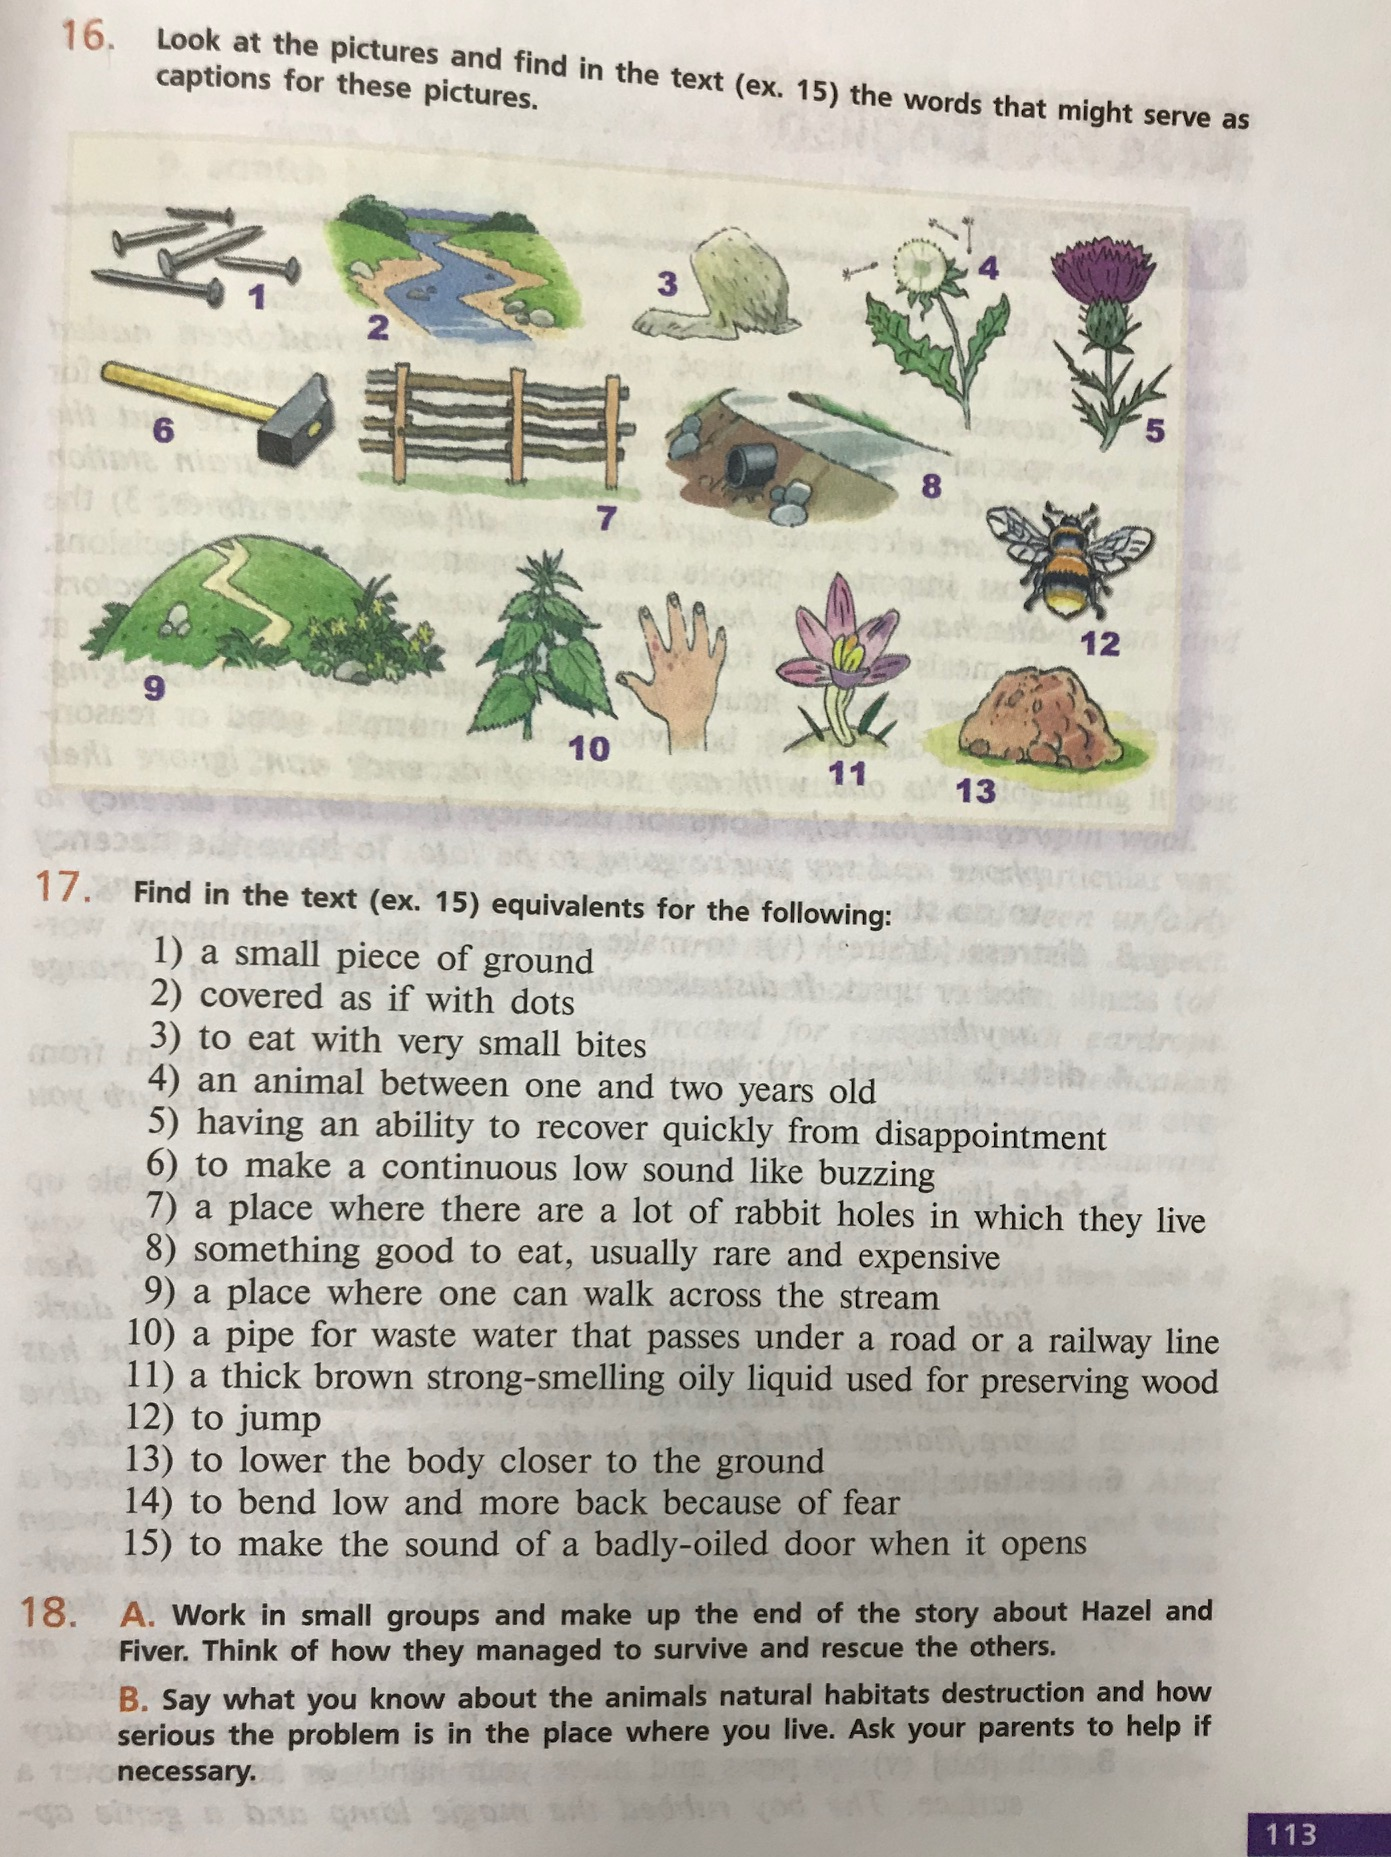 16. Look at the pictures and find in the text (ex. 15) the words that might serve as
captions for these pictures.
1
2
3
4
5
6
7
8
9
10
11
12
13
17. Find in the text (ex. 15) equivalents for the following:
1) a small piece of ground
2) covered as if with dots
3) to eat with very small bites
4) an animal between one and two years old
5) having an ability to recover quickly from disappointment
6) to make a continuous low sound like buzzing
7) a place where there are a lot of rabbit holes in which they live
8) something good to eat, usually rare and expensive
9) a place where one can walk across the stream
10) a pipe for waste water that passes under a road or a railway line
11) a thick brown strong-smelling oily liquid used for preserving wood
12) to jump
13) to lower the body closer to the ground
14) to bend low and more back because of fear
15) to make the sound of a badly-oiled door when it opens
18. A. Work in small groups and make up the end of the story about Hazel and
Fiver. Think of how they managed to survive and rescue the others.
B. Say what you know about the animals natural habitats destruction and how
serious the problem is in the place where you live. Ask your parents to help if
necessary.
113